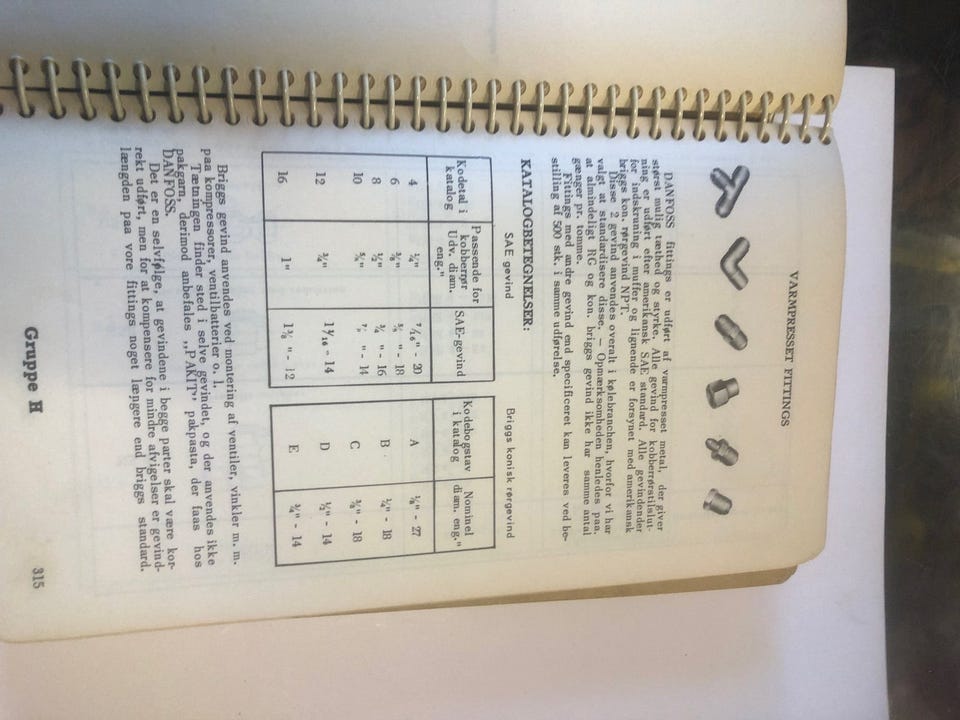 VARMPRESSET FITTINGS
DANFOSS fittings er udført af varmpresset metal, der giver
størst mulig tæthed og styrke. Alle gevind for kobberrørstilslut-
ning er udført efter amerikansk SAE standard. Alle gevindender
for indskruning i muffer og lignende er forsynet med amerikansk
briggs kon. rørgevind NPT.
Disse 2 gevind anvendes overalt i kølebranchen, hvorfor vi har
valgt at standardisere disse. — Opmærksomheden henledes paa,
at almindeligt RG og kon. briggs gevind ikke har samme antal
gænger pr. tomme.
Fittings med andre gevind end specificeret kan leveres ved be-
stilling af 500 stk. i samme udførelse.
KATALOGBETEGNELSER:
SAE gevind
Kodetal i katalog | Passende for kobberrør Udv. diam. eng." | SAE-gevind
4 | 1/4" | 7/16" - 20
6 | 3/8" | 5/8" - 18
8 | 1/2" | 3/4" - 16
10 | 5/8" | 7/8" - 14
12 | 3/4" | 1 1/16 - 14
16 | 1" | 1 3/8" - 12
Briggs konisk rørgevind
Kodebogstav i katalog | Nominel diam. eng."
A | 1/8" - 27
B | 1/4" - 18
C | 3/8" - 18
D | 1/2" - 14
E | 3/4" - 14
Briggs gevind anvendes ved montering af ventiler, vinkler m. m.
paa kompressorer, ventilbatterier o. l.
Tætningen finder sted i selve gevindet, og der anvendes ikke
pakgarn, derimod anbefales „PAKIT" pakpasta, der faas hos
DANFOSS.
Det er en selvfølge, at gevindene i begge parter skal være kor-
rekt udført, men for at kompensere for mindre afvigelser er gevind-
længden paa vore fittings noget længere end briggs standard.
Gruppe H
315